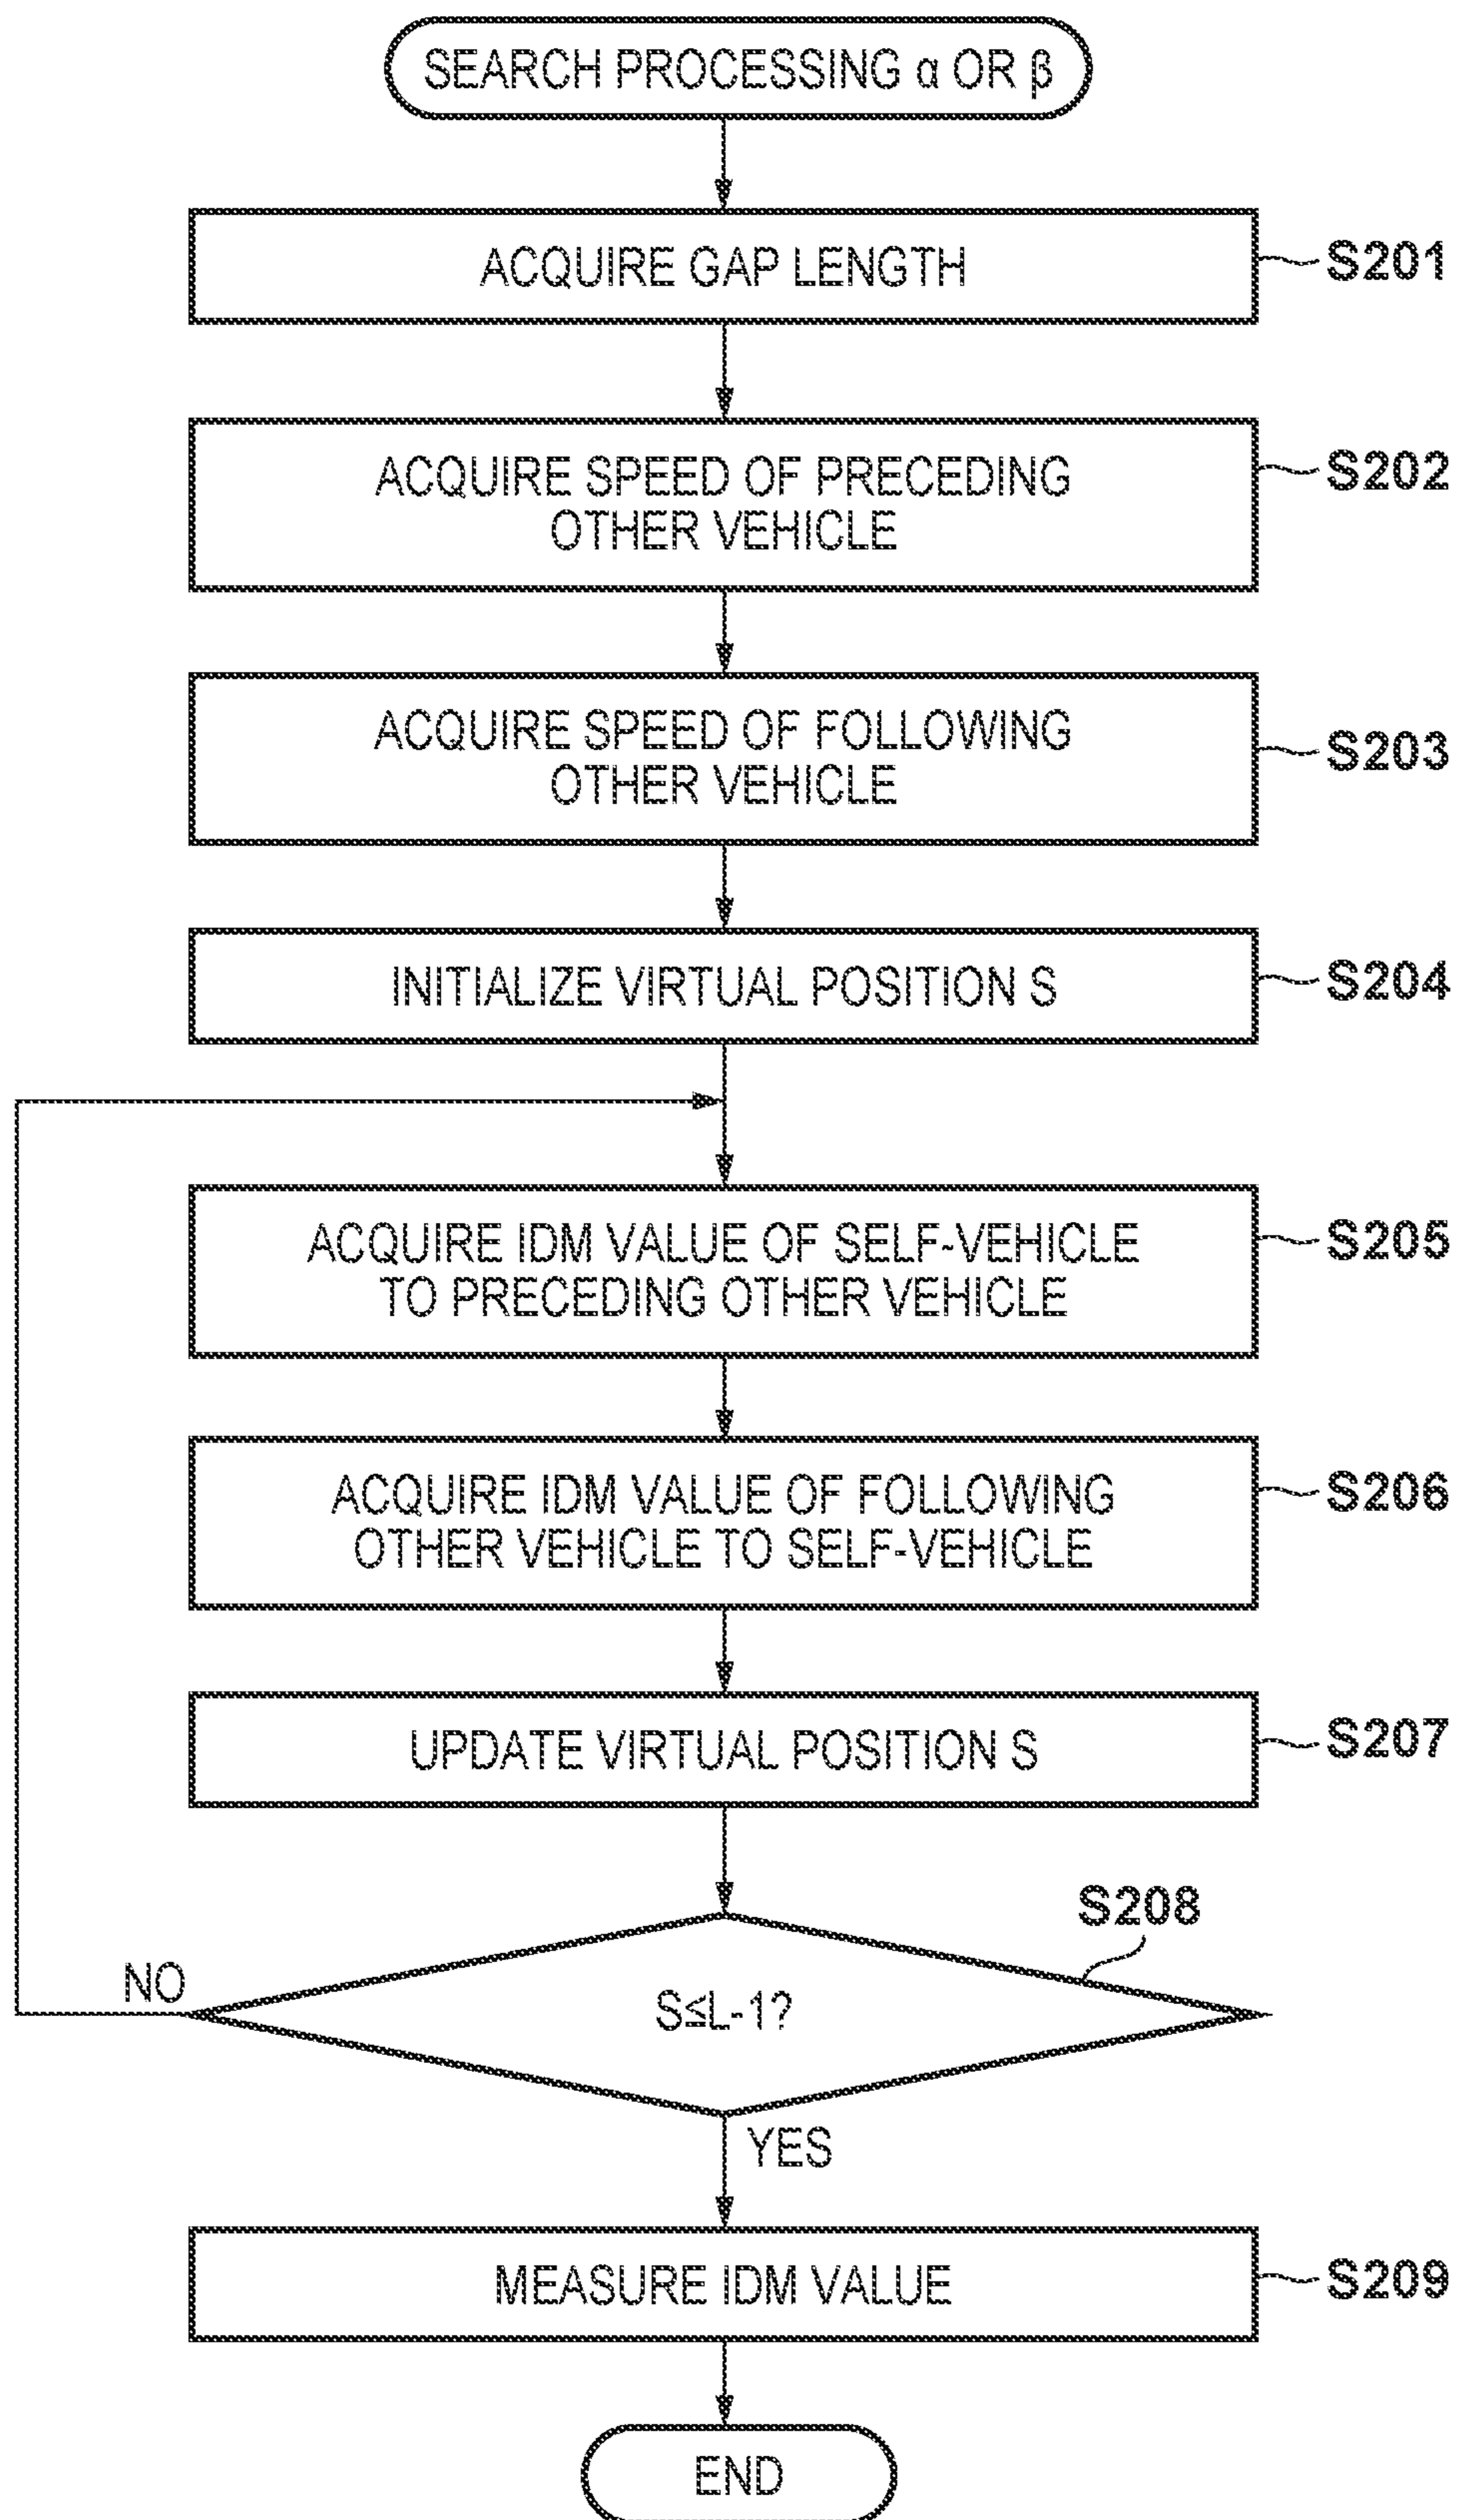 SEARCH PROCESSING α OR β
ACQUIRE GAP LENGTH
S201
ACQUIRE SPEED OF PRECEDING
OTHER VEHICLE
S202
ACQUIRE SPEED OF FOLLOWING
OTHER VEHICLE
S203
INITIALIZE VIRTUAL POSITION S
S204
ACQUIRE IDM VALUE OF SELF-VEHICLE
TO PRECEDING OTHER VEHICLE
S205
ACQUIRE IDM VALUE OF FOLLOWING
OTHER VEHICLE TO SELF-VEHICLE
S206
UPDATE VIRTUAL POSITION S
S207
S208
NO
S≤L-1?
YES
MEASURE IDM VALUE
S209
END